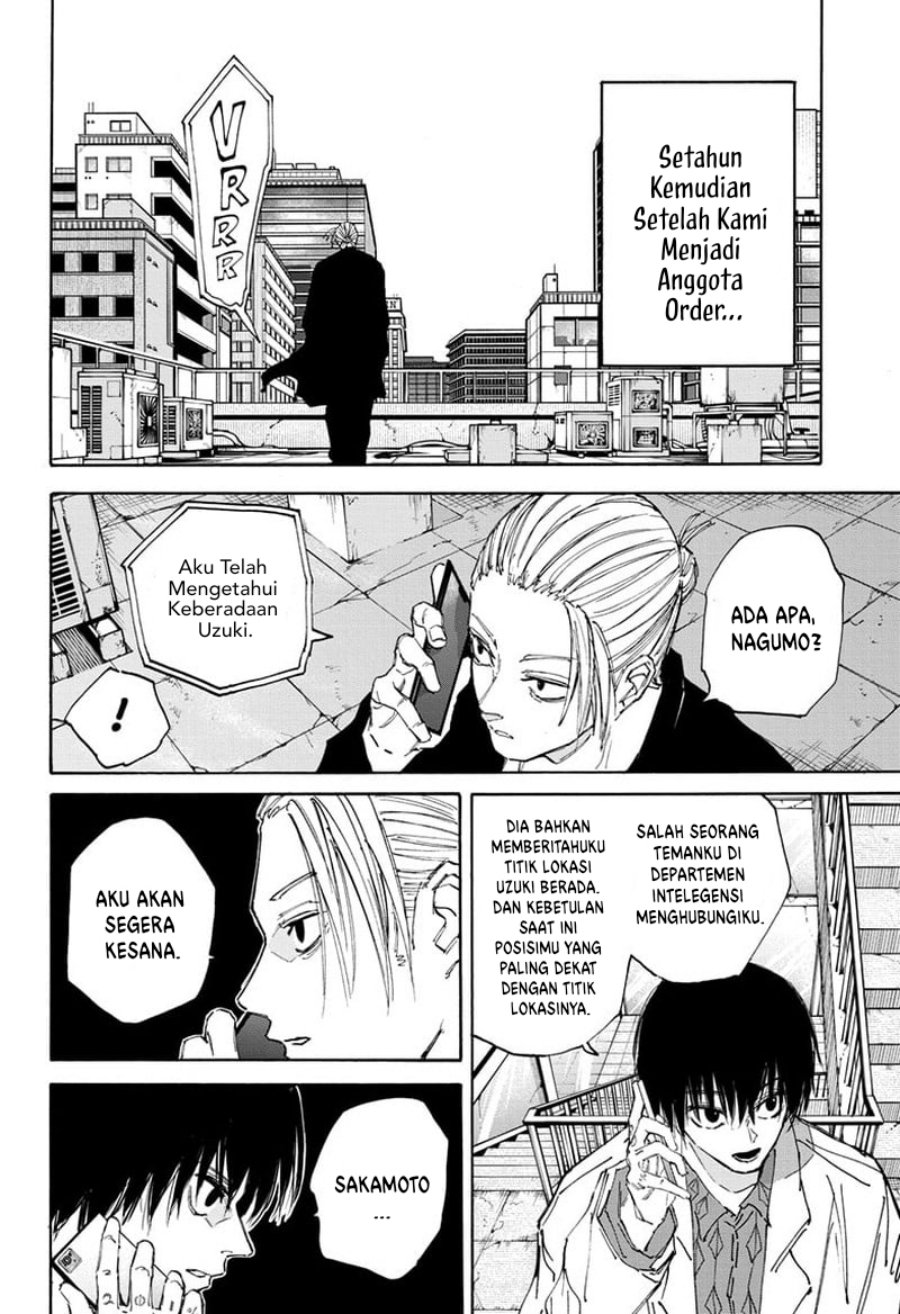 VRRR
Setahun
Kemudian
Setelah Kami
Menjadi
Anggota
Order...
ADA APA,
NAGUMO?
Aku Telah
Mengetahui
Keberadaan
Uzuki.
!
SALAH SEORANG
TEMANKU DI
DEPARTEMEN
INTELEGENSI
MENGHUBUNGIKU.
DIA BAHKAN
MEMBERITAHUKU
TITIK LOKASI
UZUKI BERADA.
DAN KEBETULAN
SAAT INI
POSISIMU YANG
PALING DEKAT
DENGAN TITIK
LOKASINYA.
AKU AKAN
SEGERA
KESANA.
SAKAMOTO
...